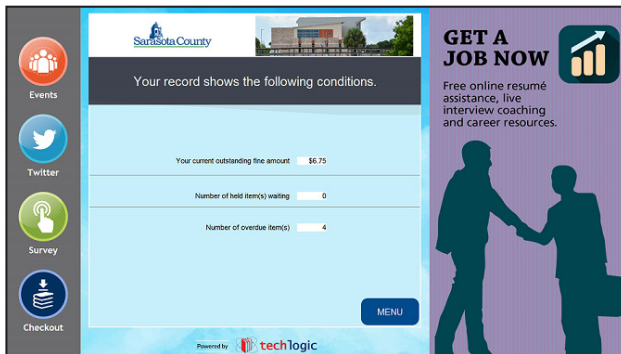 Events
Twitter
Survey
Checkout
Sarasota County
Your record shows the following conditions.
Your current outstanding fine amount $6.75
Number of held item(s) waiting 0
Number of overdue item(s) 4
MENU
Powered by techlogic
GET A
JOB NOW
Free online resumé
assistance, live
interview coaching
and career resources.